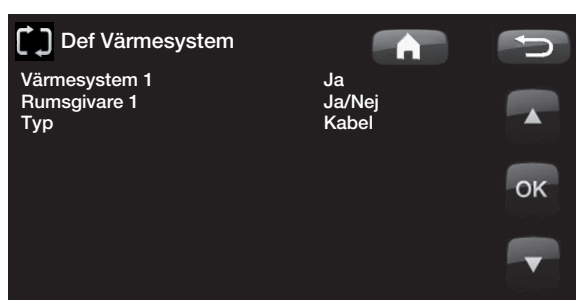 Def Värmesystem
Värmesystem 1 Ja
Rumsgivare 1 Ja/Nej
Typ Kabel
OK